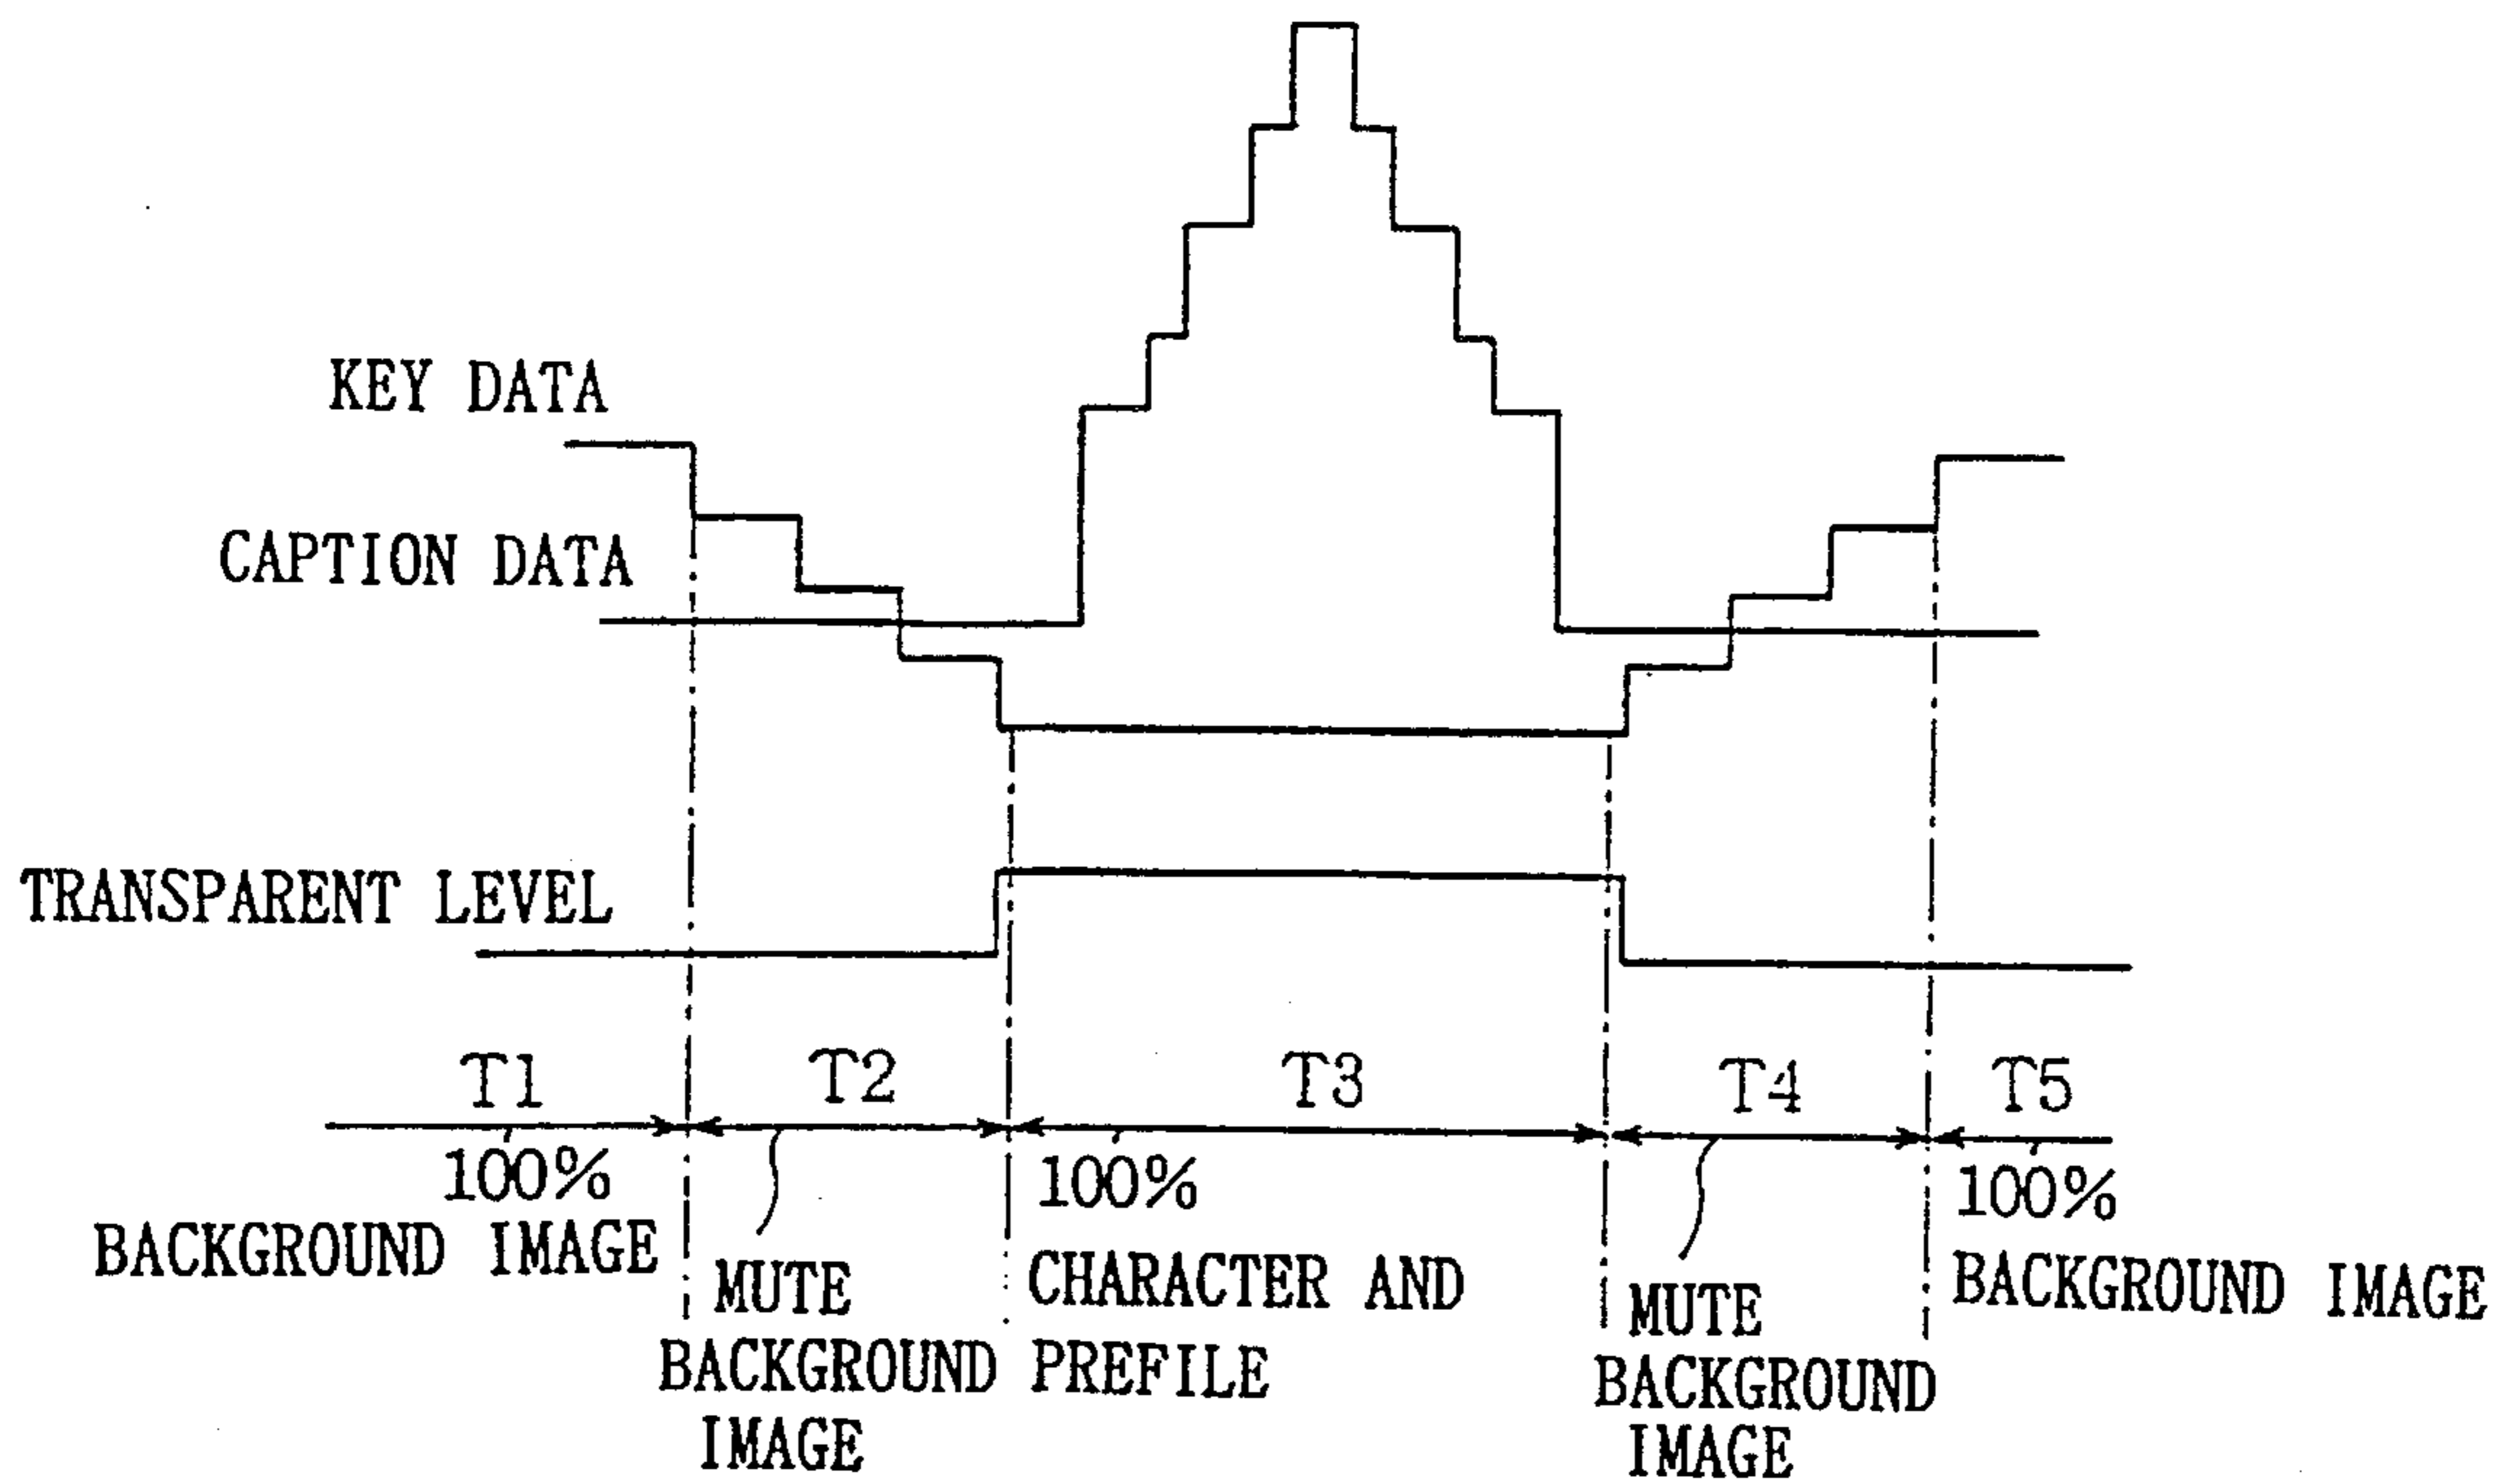 KEY DATA
CAPTION DATA
TRANSPARENT LEVEL
T1
T2
T3
T4
T5
100%
BACKGROUND IMAGE
MUTE
BACKGROUND
IMAGE
100%
CHARACTER AND
PREFILE
MUTE
BACKGROUND
IMAGE
100%
BACKGROUND IMAGE